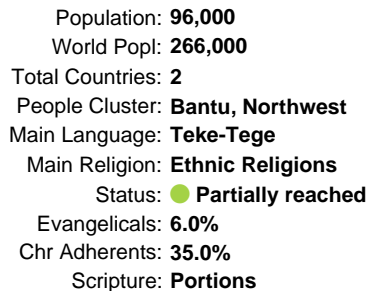 Population: 96,000
World Popl: 266,000
Total Countries: 2
People Cluster: Bantu, Northwest
Main Language: Teke-Tege
Main Religion: Ethnic Religions
Status: Partially reached
Evangelicals: 6.0%
Chr Adherents: 35.0%
Scripture: Portions